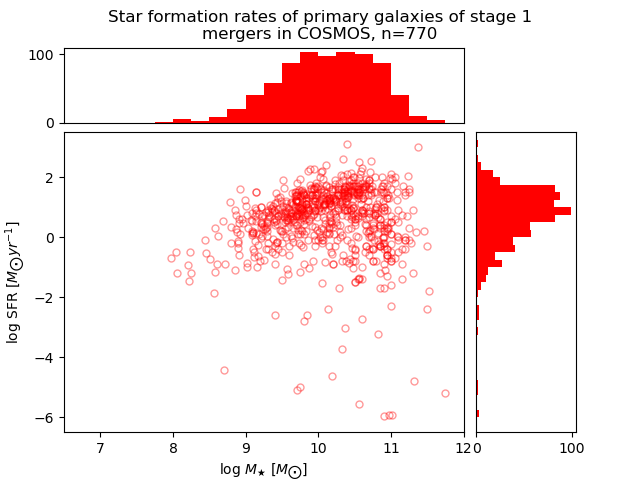 Star formation rates of primary galaxies of stage 1
mergers in COSMOS, n=770
100
0
2
0
−2
−4
−6
log SFR [M⨀yr⁻¹]
7 8 9 10 11 12 0 100
log M★ [M⨀]